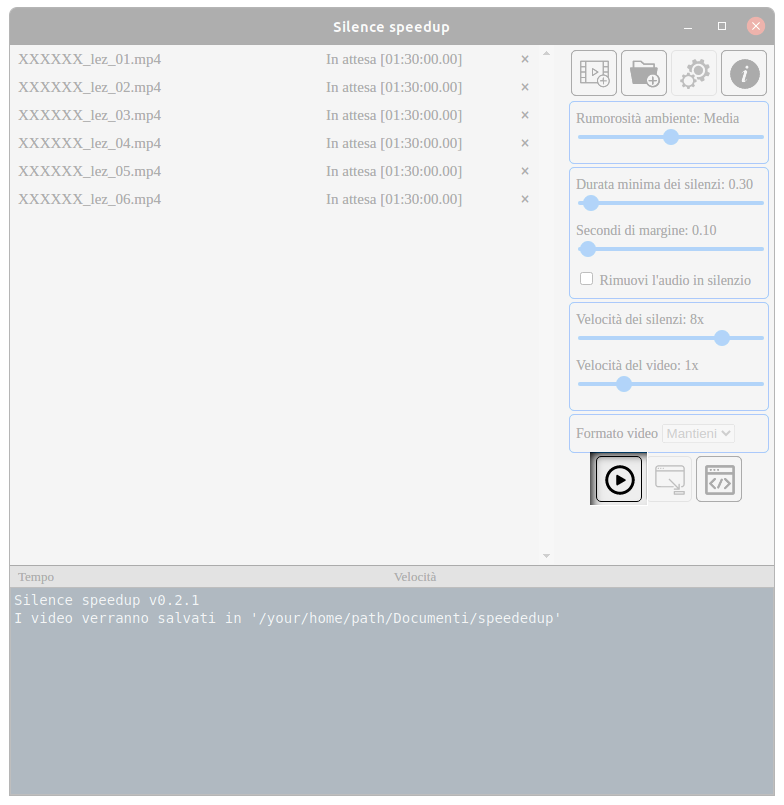 Silence speedup
XXXXXX_lez_01.mp4 In attesa [01:30:00.00] ×
XXXXXX_lez_02.mp4 In attesa [01:30:00.00] ×
XXXXXX_lez_03.mp4 In attesa [01:30:00.00] ×
XXXXXX_lez_04.mp4 In attesa [01:30:00.00] ×
XXXXXX_lez_05.mp4 In attesa [01:30:00.00] ×
XXXXXX_lez_06.mp4 In attesa [01:30:00.00] ×
Rumorosità ambiente: Media
Durata minima dei silenzi: 0.30
Secondi di margine: 0.10
Rimuovi l'audio in silenzio
Velocità dei silenzi: 8x
Velocità del video: 1x
Formato video Mantieni
Tempo Velocità
Silence speedup v0.2.1
I video verranno salvati in '/your/home/path/Documenti/speededup'